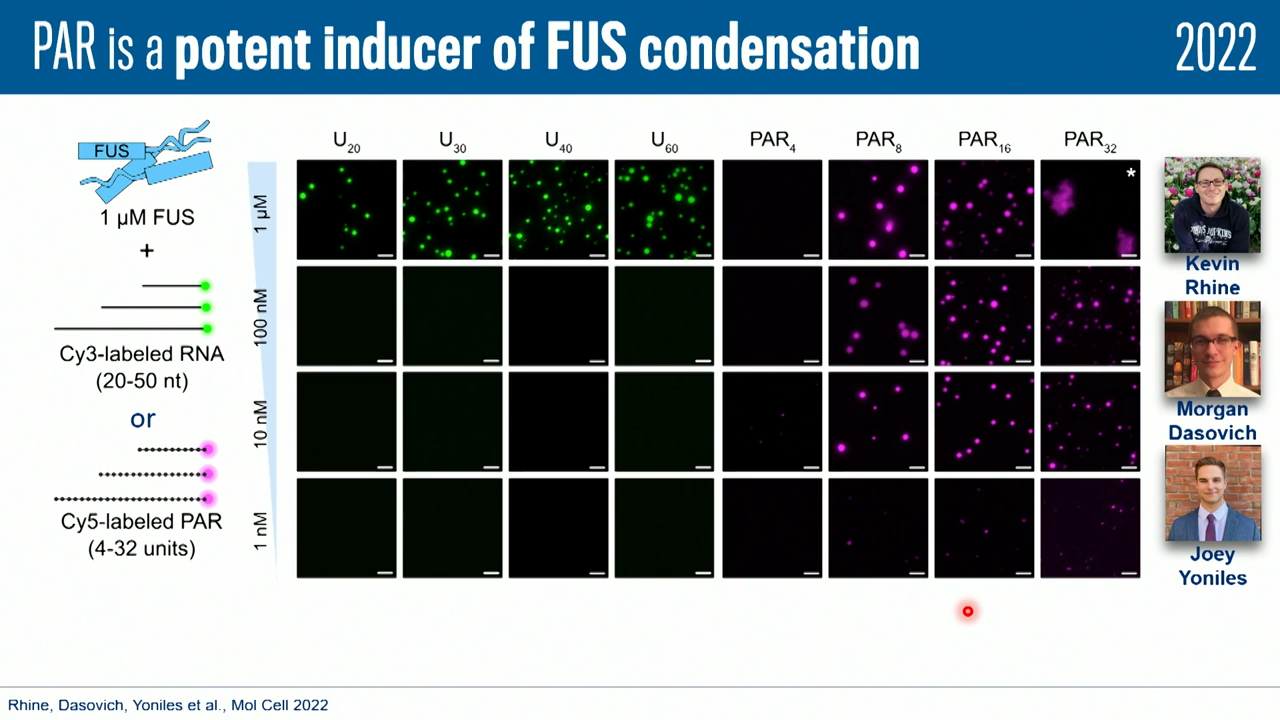 PAR is a potent inducer of FUS condensation
2022
FUS
1 µM FUS
+
Cy3-labeled RNA
(20-50 nt)
or
Cy5-labeled PAR
(4-32 units)
U20
U30
U40
U60
PAR4
PAR8
PAR16
PAR32
1 µM
100 nM
10 nM
1 nM
*
Kevin
Rhine
Morgan
Dasovich
Joey
Yoniles
Rhine, Dasovich, Yoniles et al., Mol Cell 2022